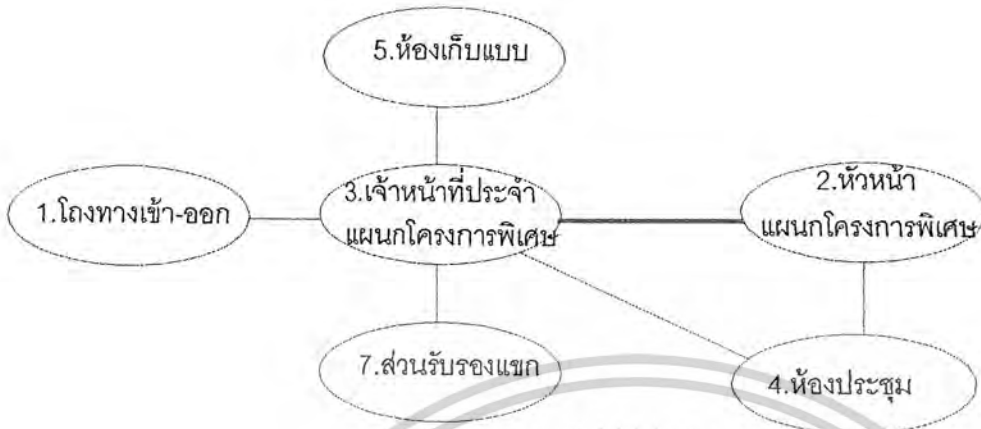 5.ห้องเก็บแบบ
1.โถงทางเข้า-ออก
3.เจ้าหน้าที่ประจำ
แผนกโครงการพิเศษ
2.หัวหน้า
แผนกโครงการพิเศษ
7.ส่วนรับรองแขก
4.ห้องประชุม